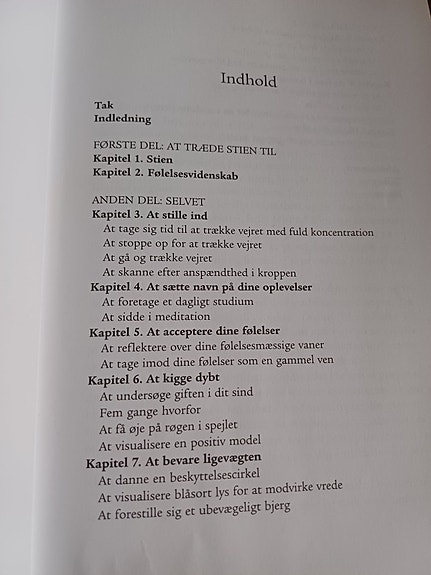 Indhold
Tak
Indledning
FØRSTE DEL: AT TRÆDE STIEN TIL
Kapitel 1. Stien
Kapitel 2. Følelsesvidenskab
ANDEN DEL: SELVET
Kapitel 3. At stille ind
At tage sig tid til at trække vejret med fuld koncentration
At stoppe op for at trække vejret
At gå og trække vejret
At skanne efter anspændthed i kroppen
Kapitel 4. At sætte navn på dine oplevelser
At foretage et dagligt studium
At sidde i meditation
Kapitel 5. At acceptere dine følelser
At reflektere over dine følelsesmæssige vaner
At tage imod dine følelser som en gammel ven
Kapitel 6. At kigge dybt
At undersøge giften i dit sind
Fem gange hvorfor
At få øje på røgen i spejlet
At visualisere en positiv model
Kapitel 7. At bevare ligevægten
At danne en beskyttelsescirkel
At visualisere blåsort lys for at modvirke vrede
At forestille sig et ubevægeligt bjerg